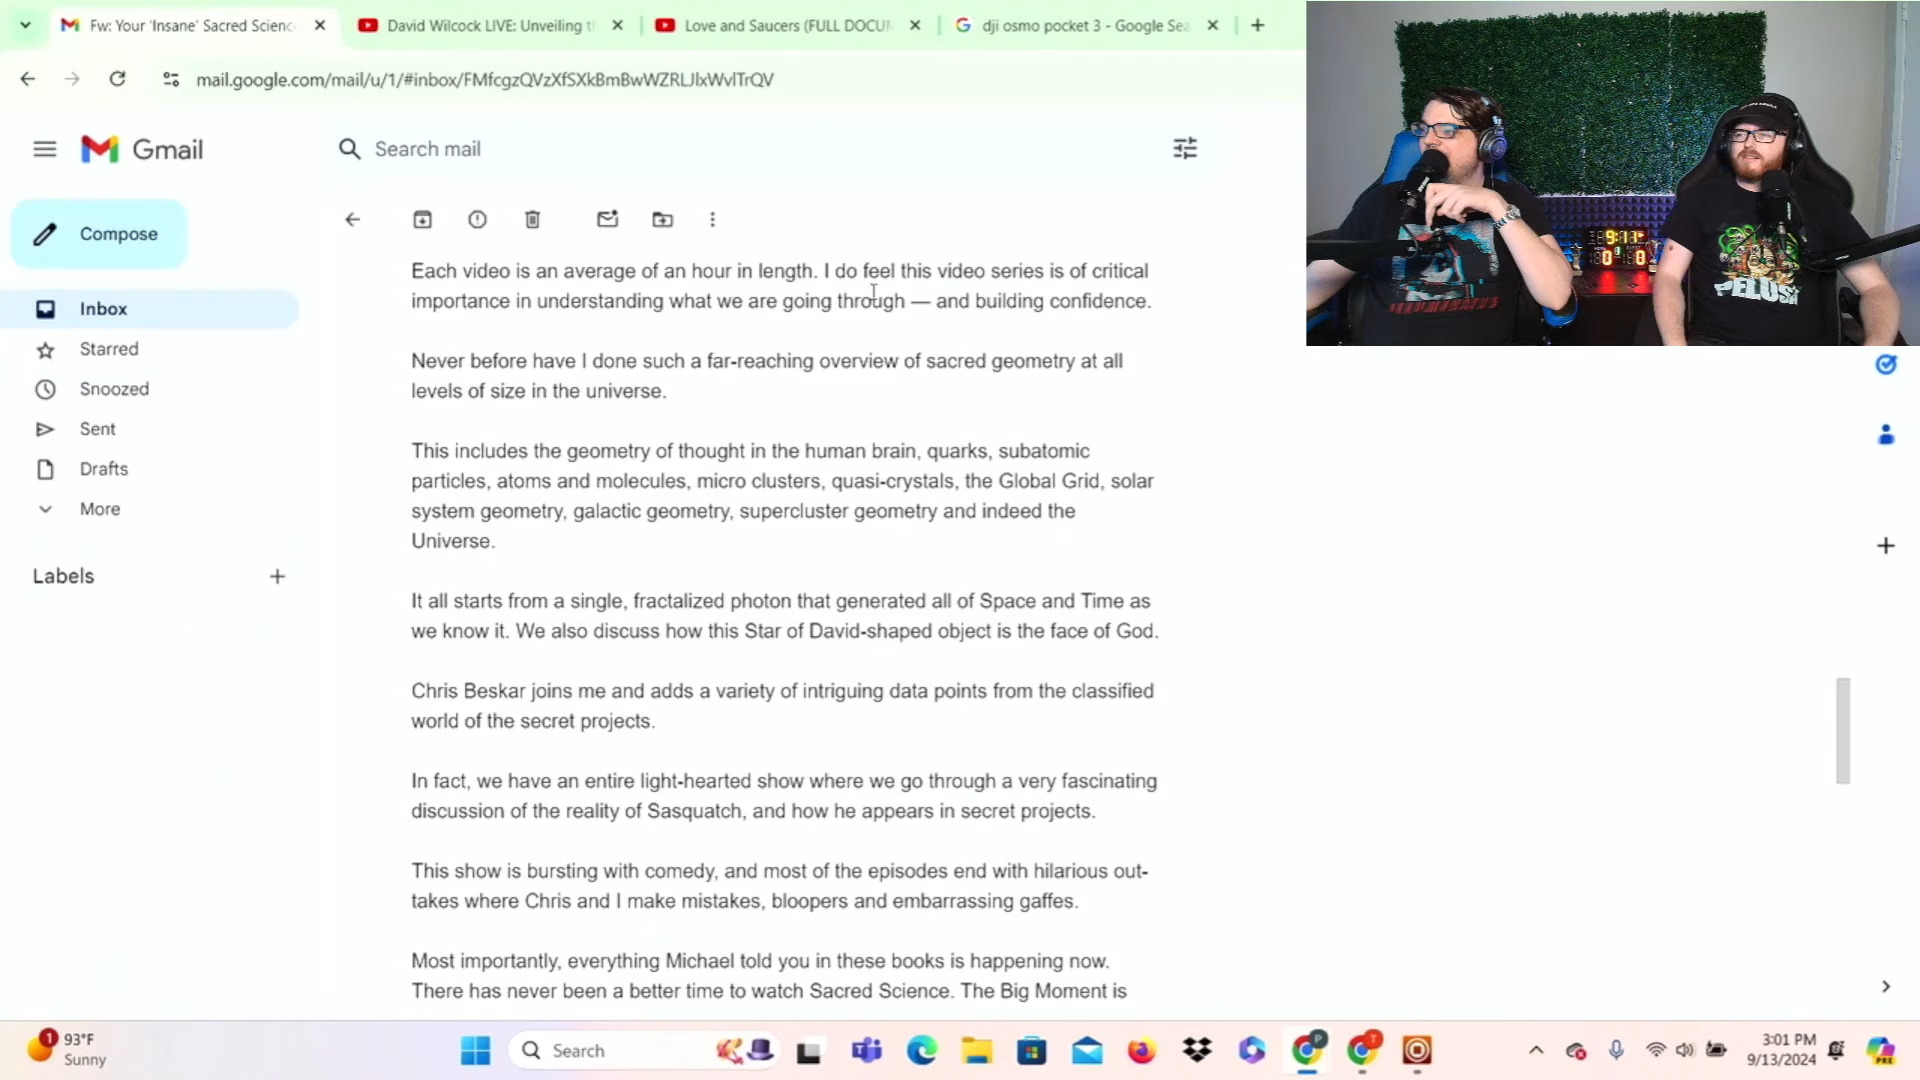 Fw: Your 'Insane' Sacred Scienc
David Wilcock LIVE: Unveiling t
Love and Saucers (FULL DOCU
dji osmo pocket 3 - Google Sea
mail.google.com/mail/u/1/#inbox/FMfcgzQVzXfSXkBmBwWZRLJlxWvlTrQV
Gmail
Search mail
Compose
Inbox
Starred
Snoozed
Sent
Drafts
More
Labels
Each video is an average of an hour in length. I do feel this video series is of critical
importance in understanding what we are going through — and building confidence.
Never before have I done such a far-reaching overview of sacred geometry at all
levels of size in the universe.
This includes the geometry of thought in the human brain, quarks, subatomic
particles, atoms and molecules, micro clusters, quasi-crystals, the Global Grid, solar
system geometry, galactic geometry, supercluster geometry and indeed the
Universe.
It all starts from a single, fractalized photon that generated all of Space and Time as
we know it. We also discuss how this Star of David-shaped object is the face of God.
Chris Beskar joins me and adds a variety of intriguing data points from the classified
world of the secret projects.
In fact, we have an entire light-hearted show where we go through a very fascinating
discussion of the reality of Sasquatch, and how he appears in secret projects.
This show is bursting with comedy, and most of the episodes end with hilarious out-
takes where Chris and I make mistakes, bloopers and embarrassing gaffes.
Most importantly, everything Michael told you in these books is happening now.
There has never been a better time to watch Sacred Science. The Big Moment is
9:11
0 0
PELOSI
1
93°F
Sunny
Search
P
T
3:01 PM
9/13/2024
PRE